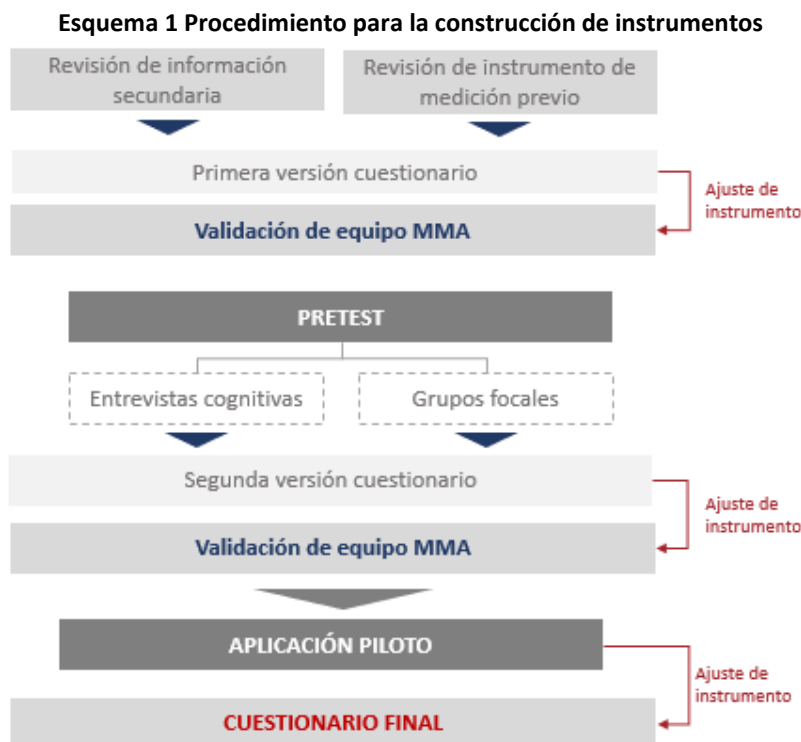 Esquema 1 Procedimiento para la construcción de instrumentos
Revisión de información
secundaria
Revisión de instrumento de
medición previo
Primera versión cuestionario
Ajuste de
instrumento
Validación de equipo MMA
PRETEST
Entrevistas cognitivas
Grupos focales
Segunda versión cuestionario
Ajuste de
instrumento
Validación de equipo MMA
APLICACIÓN PILOTO
Ajuste de
instrumento
CUESTIONARIO FINAL